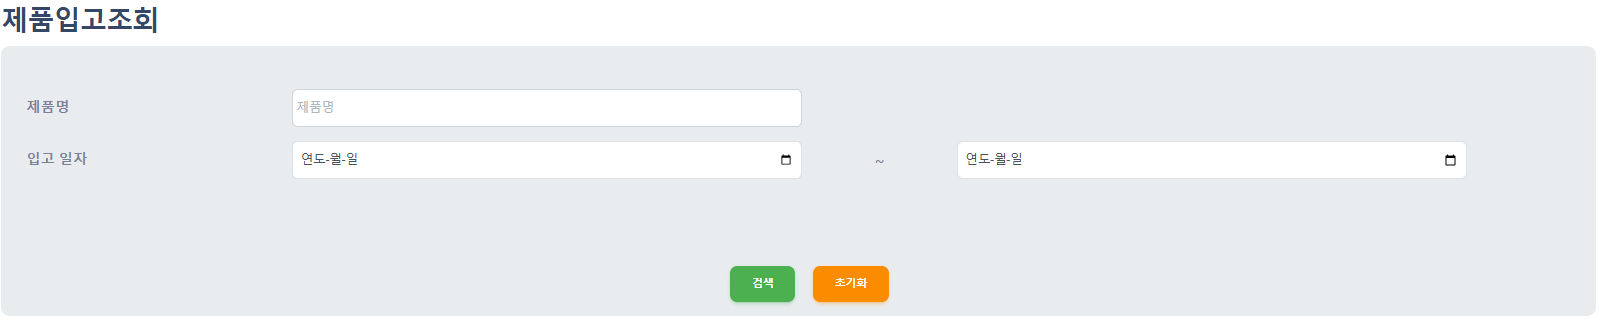 제품입고조회
제품명 제품명
입고 일자 연도-월-일 ~ 연도-월-일
검색 초기화